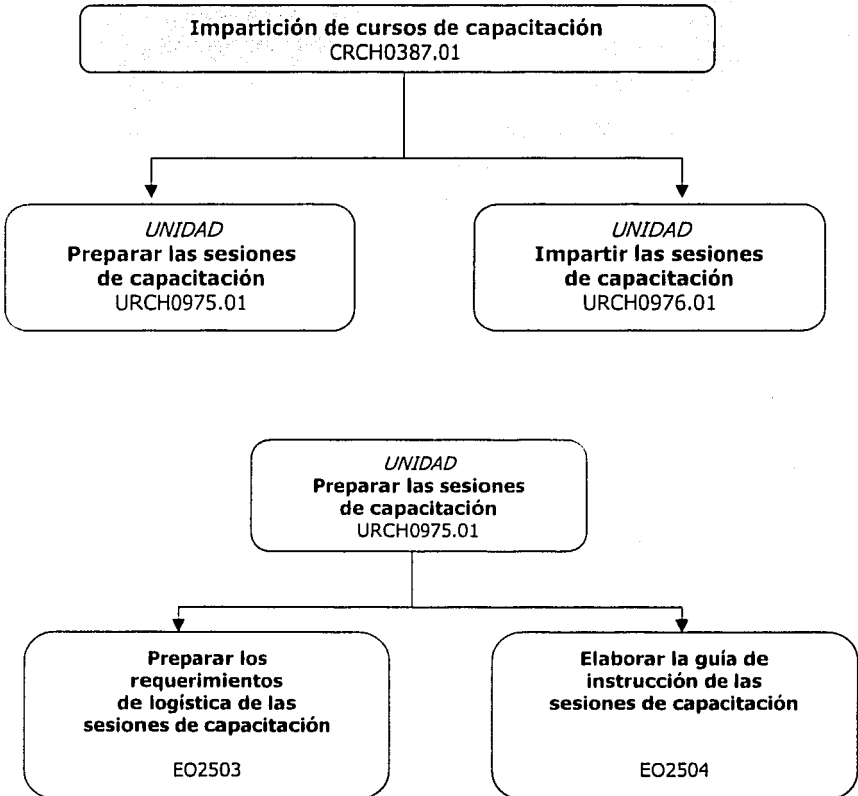 Impartición de cursos de capacitación
CRCH0387.01
UNIDAD
Preparar las sesiones
de capacitación
URCH0975.01
UNIDAD
Impartir las sesiones
de capacitación
URCH0976.01
UNIDAD
Preparar las sesiones
de capacitación
URCH0975.01
Preparar los
requerimientos
de logística de las
sesiones de capacitación
EO2503
Elaborar la guía de
instrucción de las
sesiones de capacitación
EO2504